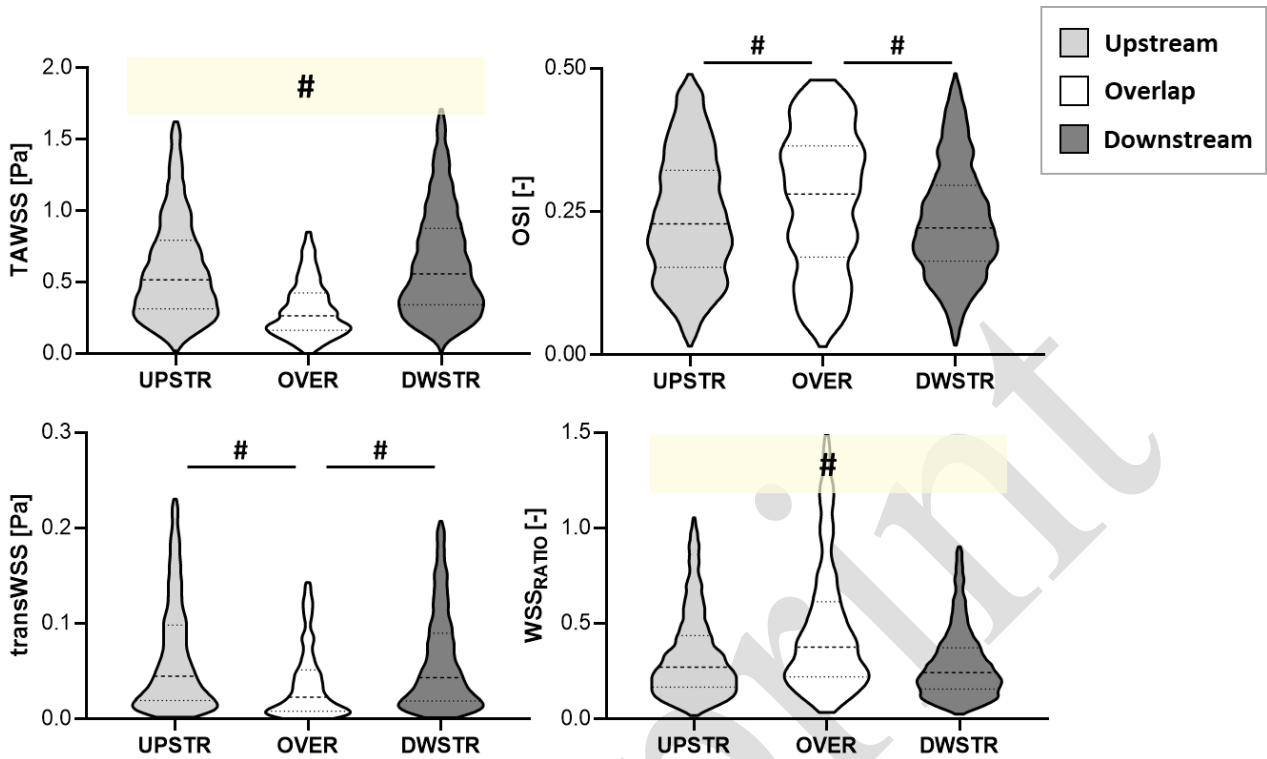 Upstream
Overlap
Downstream
TAWSS [Pa]
2.0
1.5
1.0
0.5
0.0
#
UPSTR OVER DWSTR
OSI [-]
0.50
0.25
0.00
# #
UPSTR OVER DWSTR
transWSS [Pa]
0.3
0.2
0.1
0.0
# #
UPSTR OVER DWSTR
WSSRATIO [-]
1.5
1.0
0.5
0.0
#
UPSTR OVER DWSTR
print